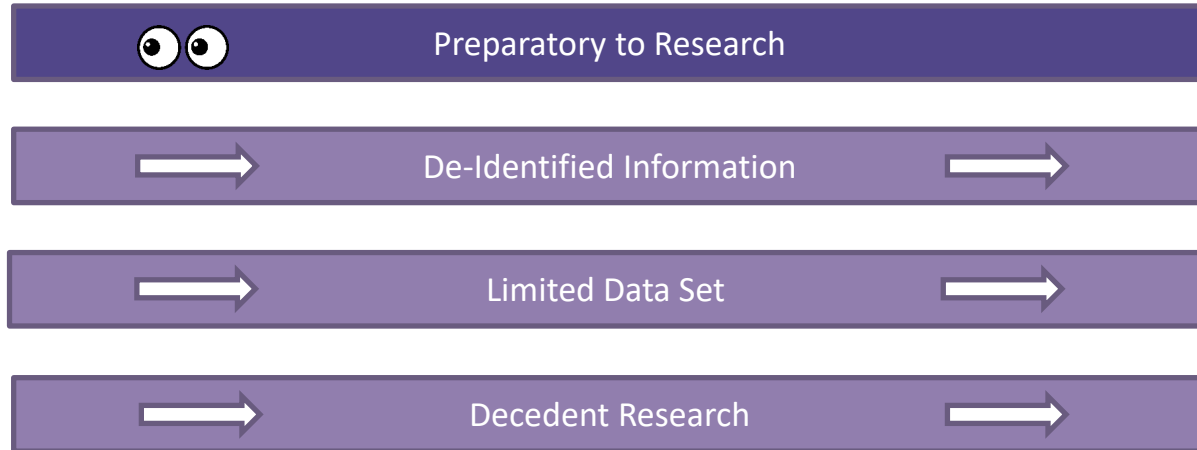 Preparatory to Research
De-Identified Information
Limited Data Set
Decedent Research